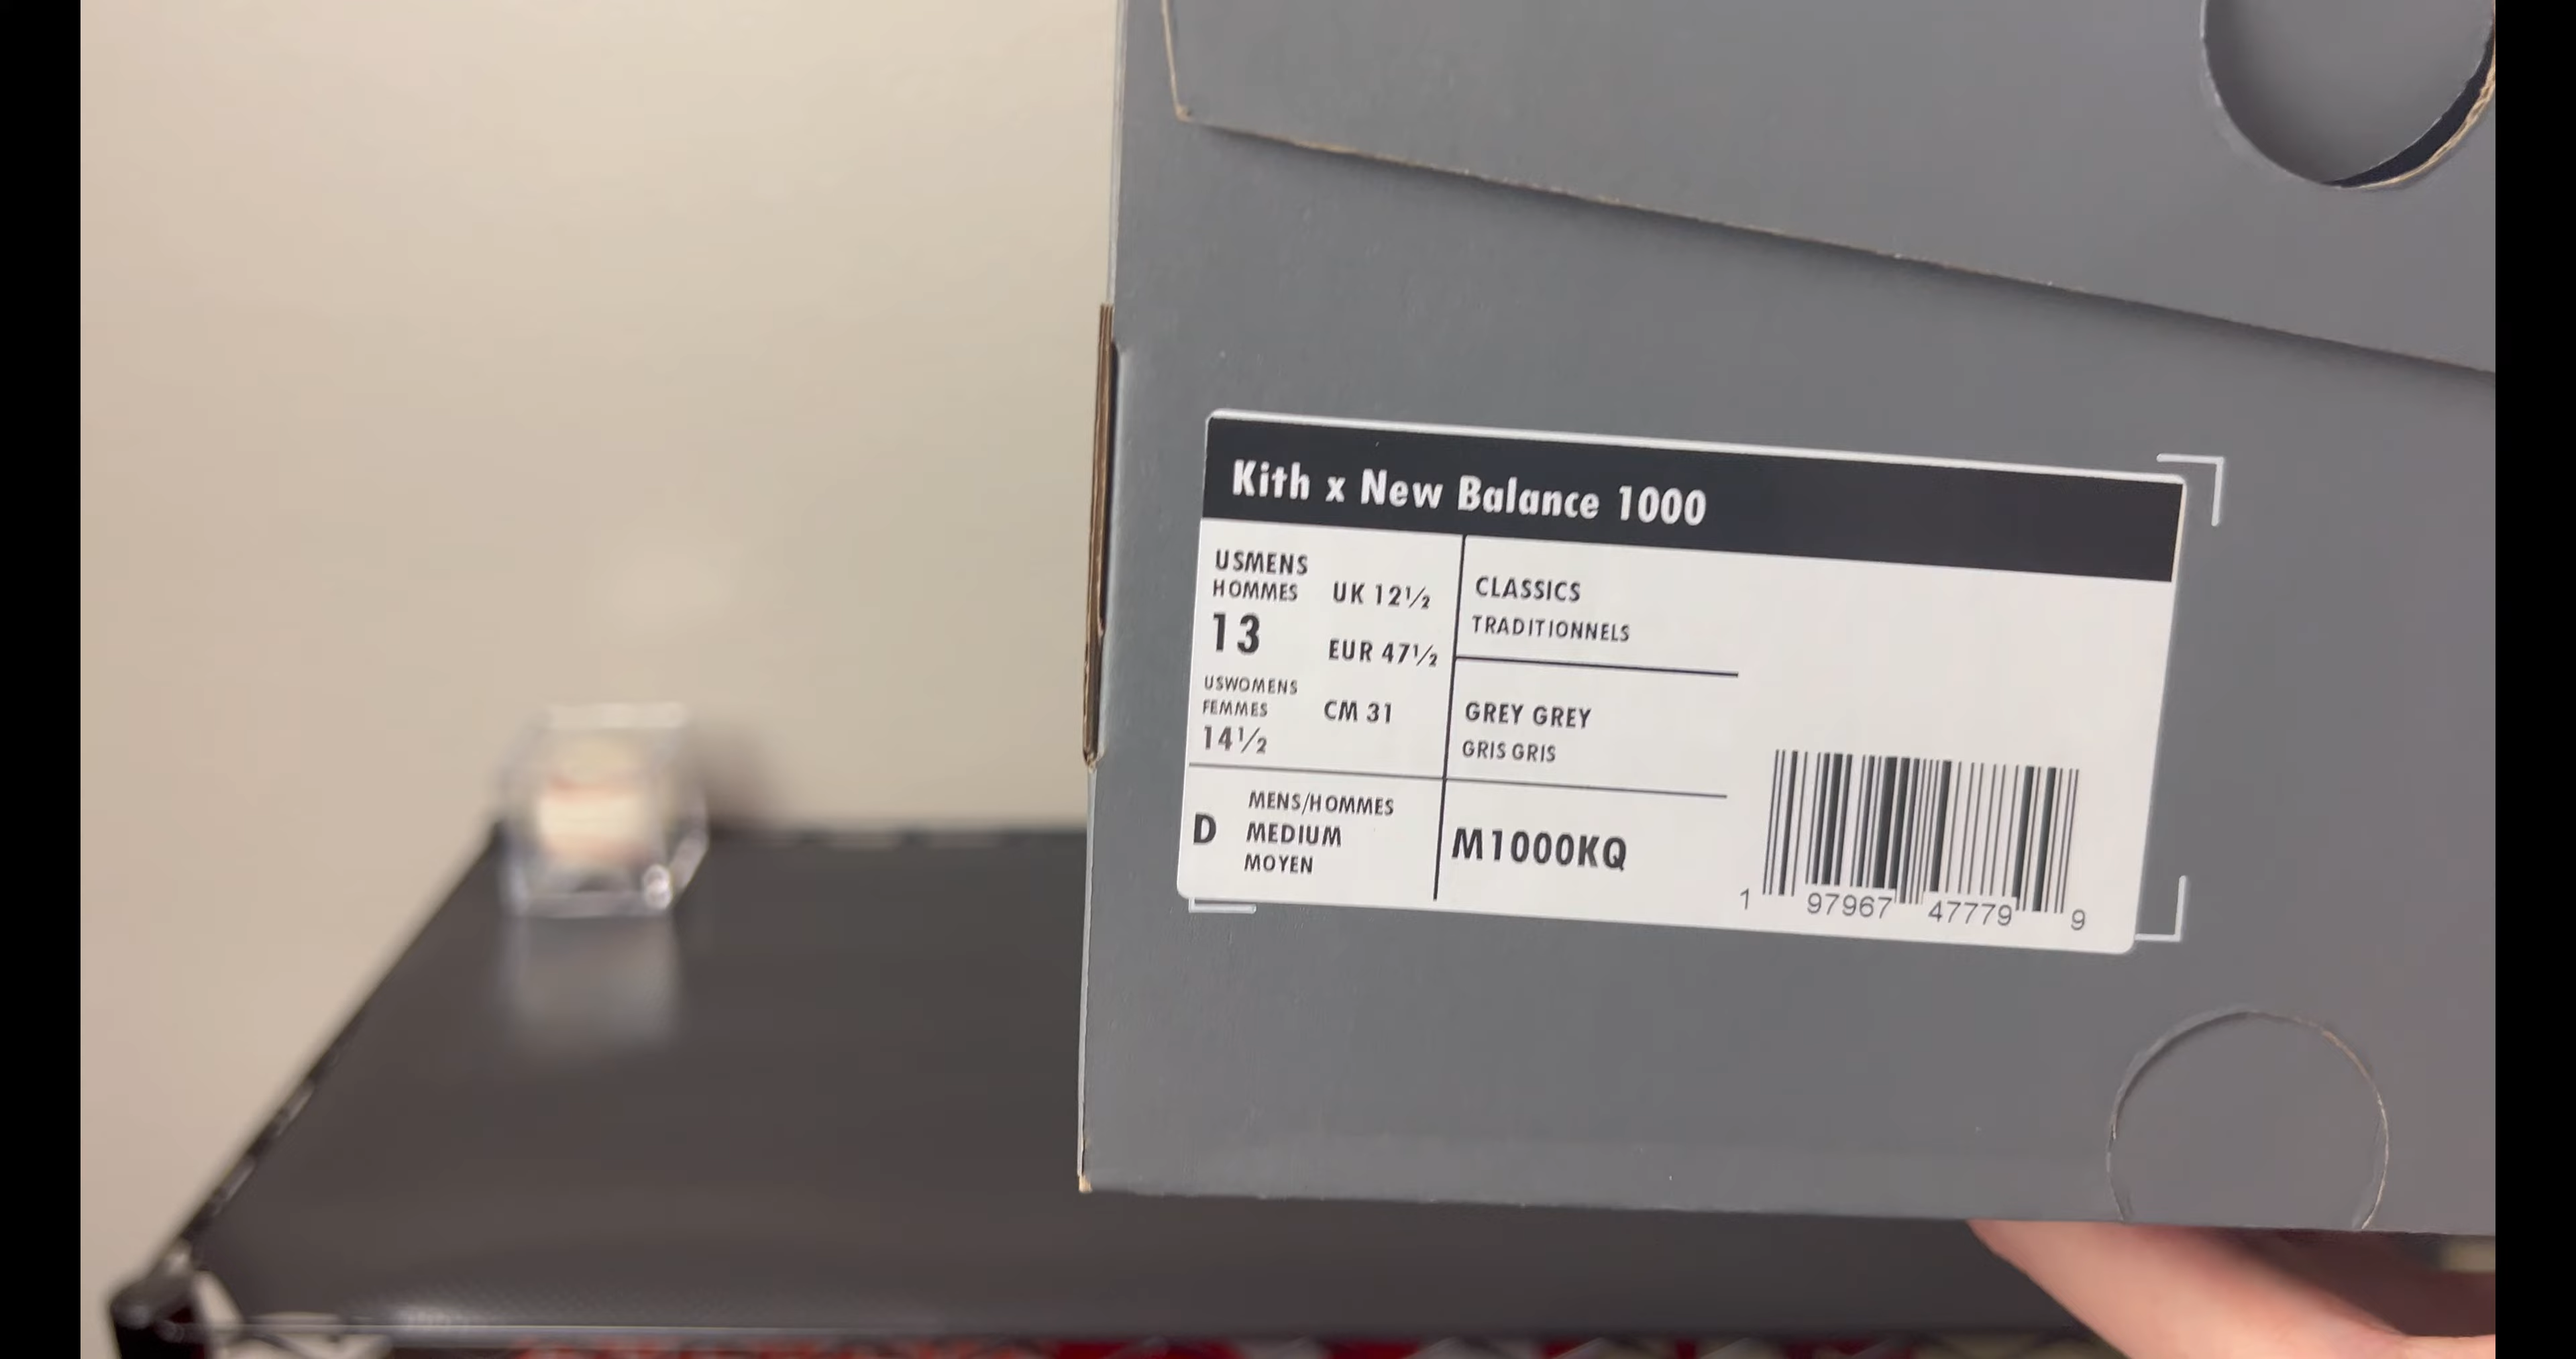 Kith x New Balance 1000
USMENS
HOMMES
13
USWOMENS
FEMMES
14½
UK 12½
EUR 47½
CM 31
CLASSICS
TRADITIONNELS
GREY GREY
GRIS GRIS
D
MENS/HOMMES
MEDIUM
MOYEN
M1000KQ
1 97967 47779 9